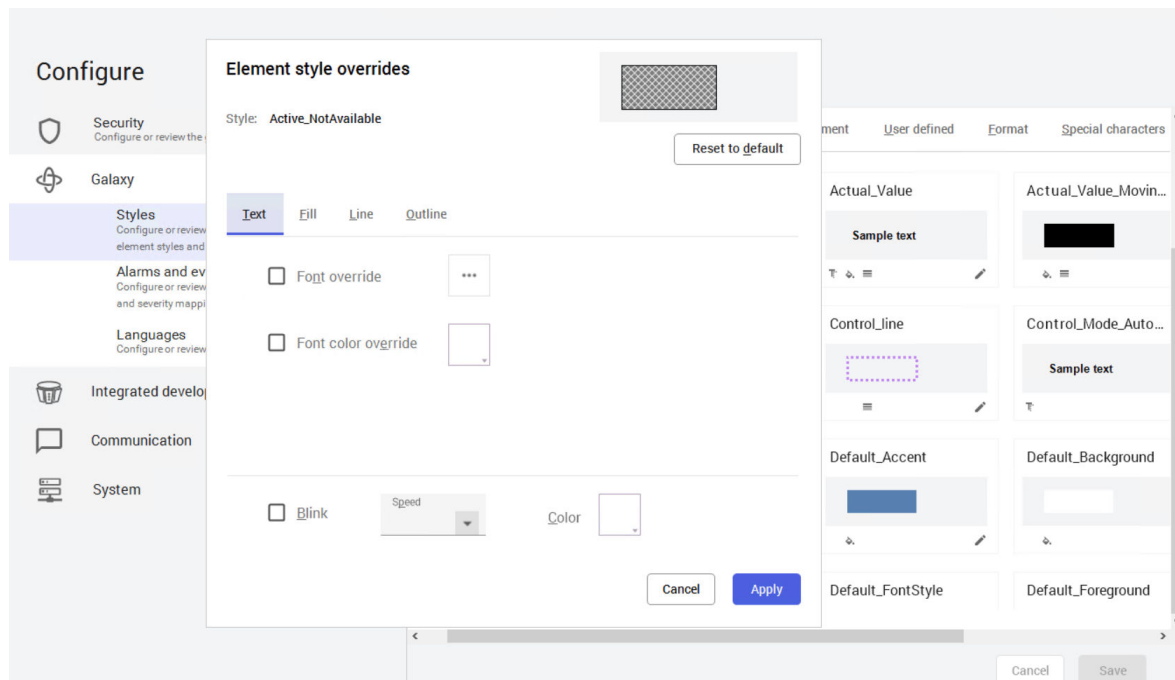 Configure
Security
Configure or review the
Galaxy
Styles
Configure or review
element styles and
Alarms and ev
Configure or review
and severity mappi
Languages
Configure or review
Integrated develop
Communication
System
Element style overrides
Style: Active_NotAvailable
Reset to default
Text Fill Line Outline
Font override
Font color override
Blink
Speed
Color
Cancel Apply
ment User defined Format Special characters
Actual_Value Actual_Value_Movin...
Sample text
Control_line Control_Mode_Auto...
Sample text
Default_Accent Default_Background
Default_FontStyle Default_Foreground
Cancel Save